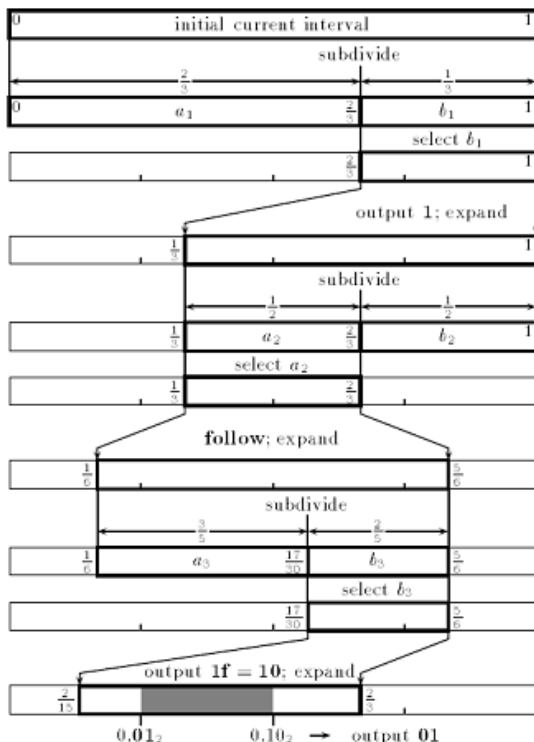 0 initial current interval 1
subdivide
2/3 1/3
0 a₁ 2/3 b₁ 1
select b₁
2/3 1
output 1; expand
1/3 1
subdivide
1/2 1/2
1/3 a₂ 2/3 b₂ 1
select a₂
1/3 2/3
follow; expand
1/6 5/6
subdivide
3/5 2/5
1/6 a₃ 17/30 b₃ 5/6
select b₃
17/30 5/6
output 1f = 10; expand
2/15 2/3
0.01₂ 0.10₂ → output 01